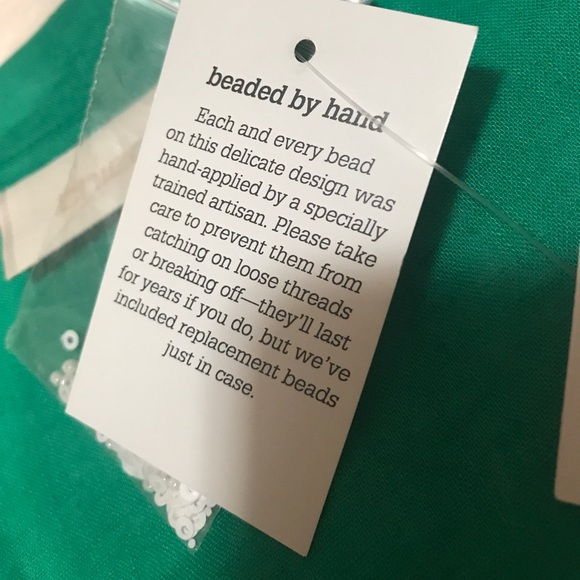 beaded by hand
Each and every bead
on this delicate design was
hand-applied by a specially
trained artisan. Please take
care to prevent them from
catching on loose threads
or breaking off—they'll last
for years if you do, but we've
included replacement beads
just in case.